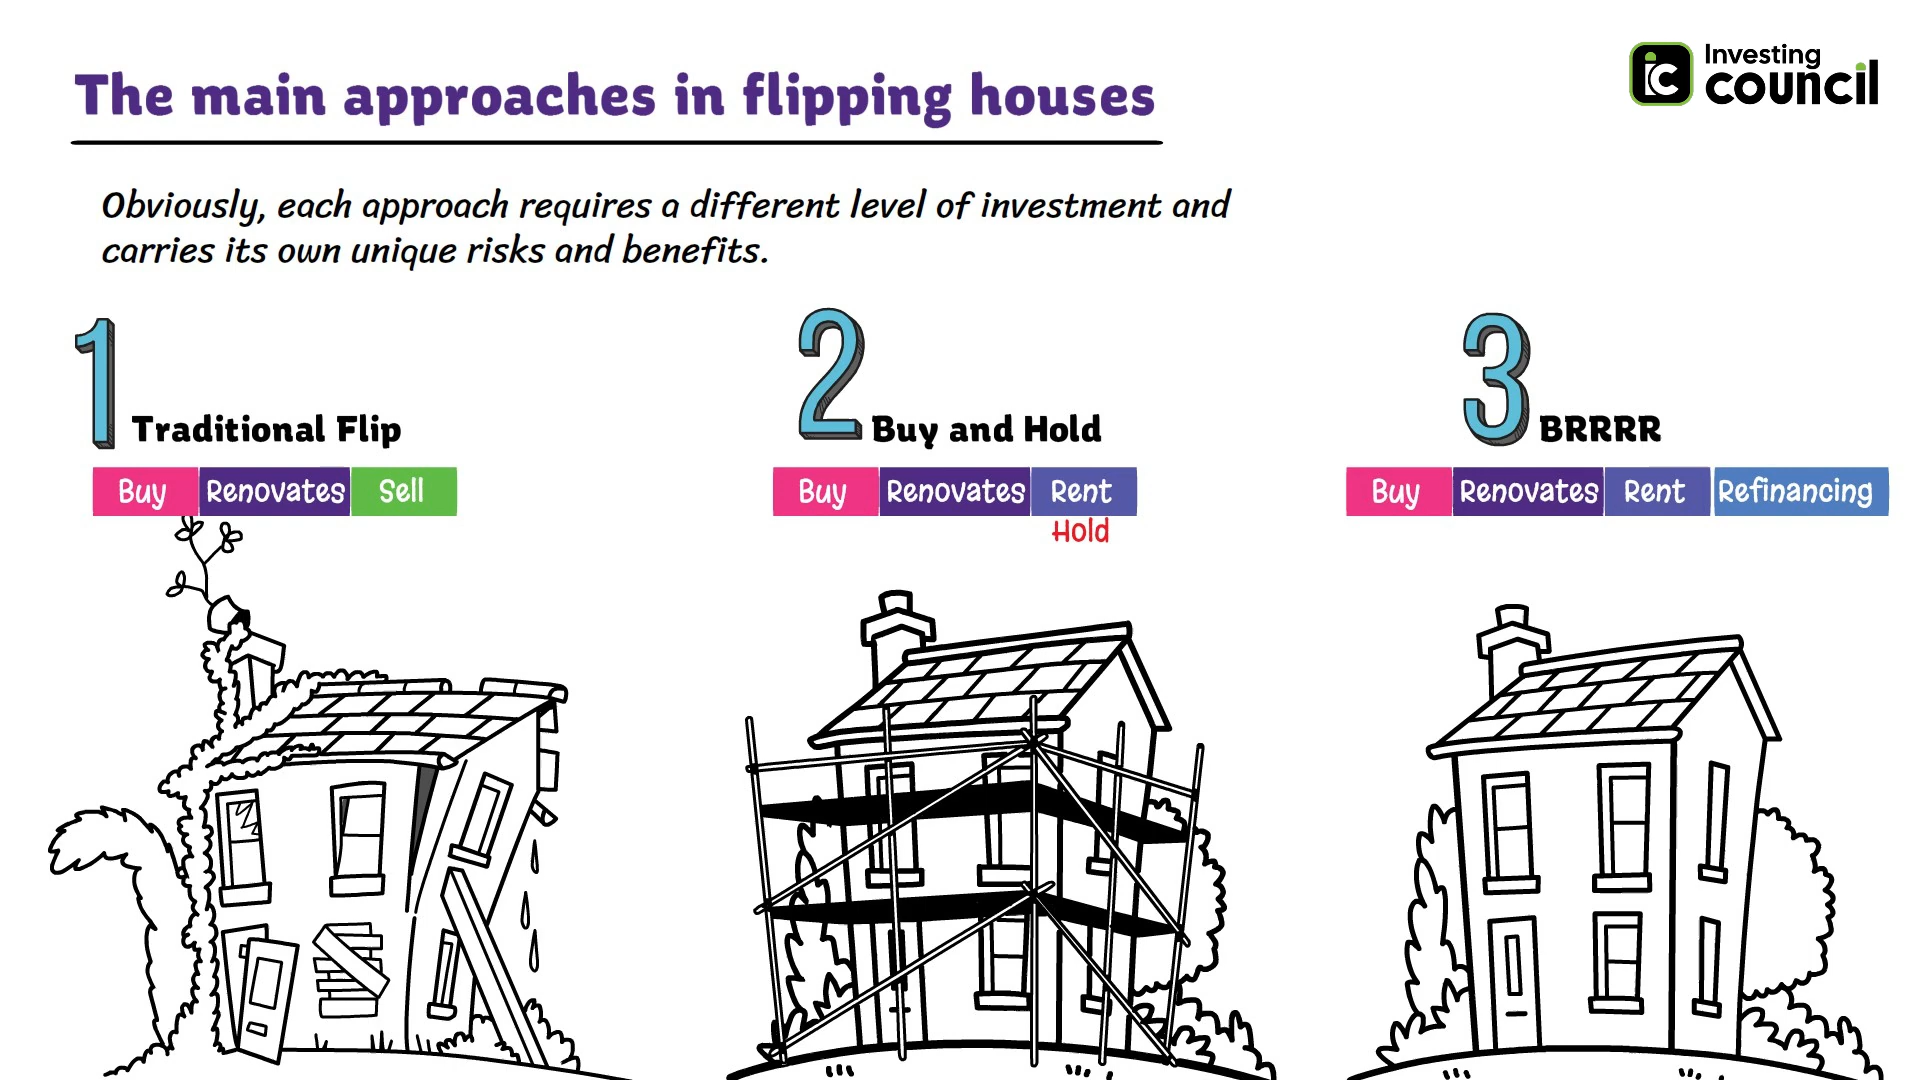 The main approaches in flipping houses
Investing
council
Obviously, each approach requires a different level of investment and
carries its own unique risks and benefits.
1 Traditional Flip
Buy Renovates Sell
2 Buy and Hold
Buy Renovates Rent
Hold
3 BRRRR
Buy Renovates Rent Refinancing